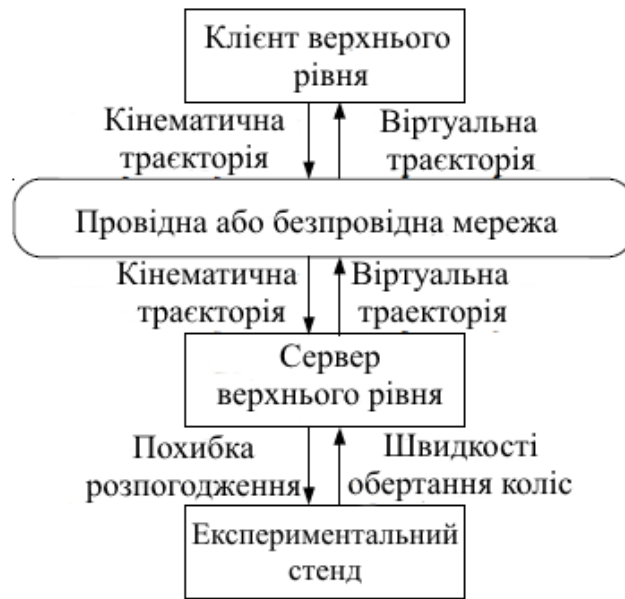 Клієнт верхнього
рівня
Кінематична
траєкторія
Віртуальна
траєкторія
Провідна або безпровідна мережа
Кінематична
траєкторія
Віртуальна
траекторія
Сервер
верхнього рівня
Похибка
розпогодження
Швидкості
обертання коліс
Експериментальний
стенд